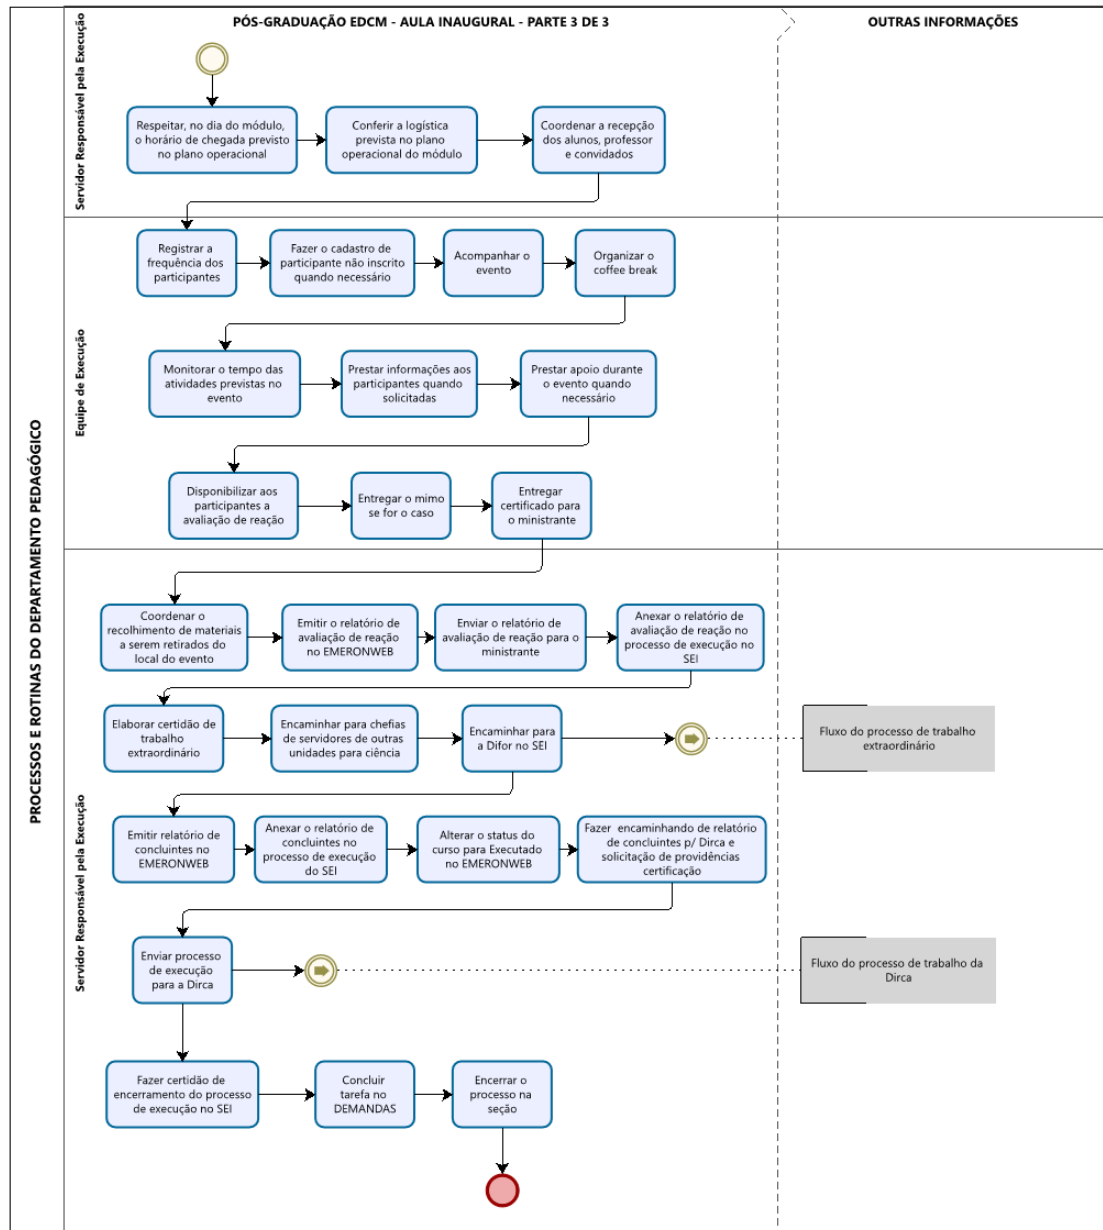 PÓS-GRADUAÇÃO EDCM - AULA INAUGURAL - PARTE 3 DE 3
OUTRAS INFORMAÇÕES
PROCESSOS E ROTINAS DO DEPARTAMENTO PEDAGÓGICO
Servidor Responsável pela Execução
Respeitar, no dia do módulo,
o horário de chegada previsto
no plano operacional
Conferir a logística
prevista no plano
operacional do módulo
Coordenar a recepção
dos alunos, professor
e convidados
Equipe de Execução
Registrar a
frequência dos
participantes
Fazer o cadastro de
participante não inscrito
quando necessário
Acompanhar o
evento
Organizar o
coffee break
Monitorar o tempo das
atividades previstas no
evento
Prestar informações aos
participantes quando
solicitadas
Prestar apoio durante
o evento quando
necessário
Disponibilizar aos
participantes a
avaliação de reação
Entregar o mimo
se for o caso
Entregar
certificado para
o ministrante
Servidor Responsável pela Execução
Coordenar o
recolhimento de materiais
a serem retirados do
local do evento
Emitir o relatório de
avaliação de reação
no EMERONWEB
Enviar o relatório de
avaliação de reação para o
ministrante
Anexar o relatório de
avaliação de reação no
processo de execução no
SEI
Elaborar certidão de
trabalho
extraordinário
Encaminhar para chefias
de servidores de outras
unidades para ciência
Encaminhar para
a Difor no SEI
Fluxo do processo de trabalho
extraordinário
Emitir relatório de
concluintes no
EMERONWEB
Anexar o relatório de
concluintes no
processo de execução
do SEI
Alterar o status do
curso para Executado
no EMERONWEB
Fazer  encaminhando de relatório
de concluintes p/ Dirca e
solicitação de providências
certificação
Enviar processo
de execução
para a Dirca
Fluxo do processo de trabalho da
Dirca
Fazer certidão de
encerramento do processo
de execução no SEI
Concluir
tarefa no
DEMANDAS
Encerrar o
processo na
seção